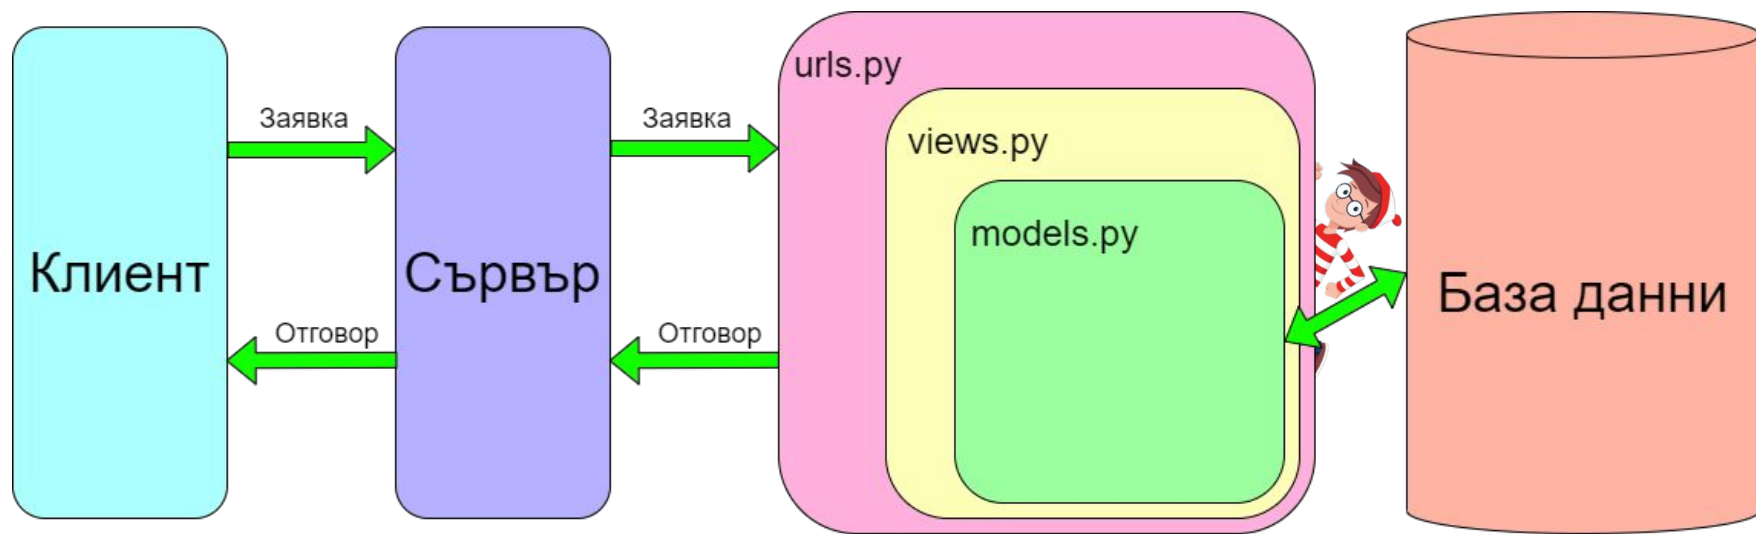 Клиент
Заявка
Отговор
Сървър
Заявка
Отговор
urls.py
views.py
models.py
База данни